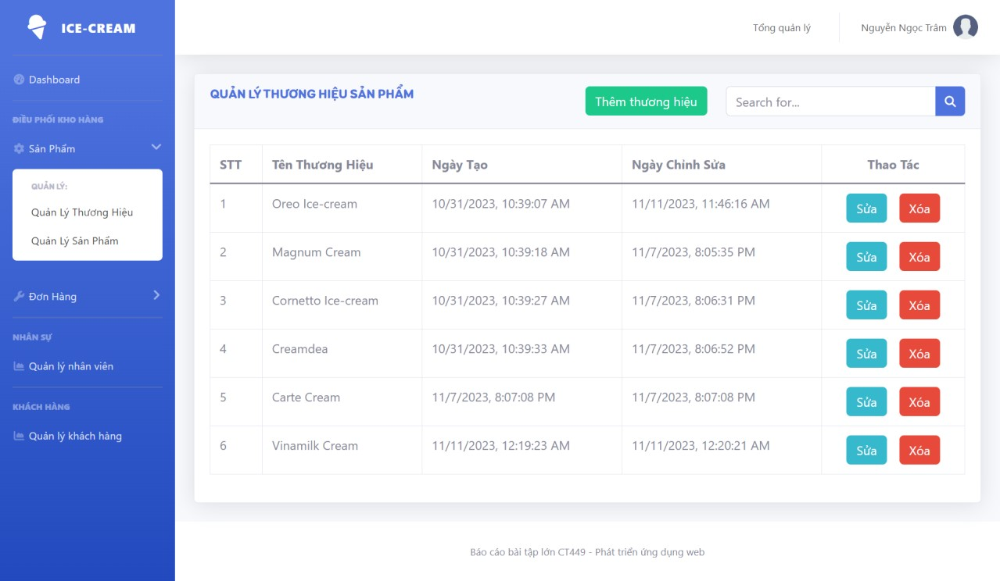 ICE-CREAM
Dashboard
ĐIỀU PHỐI KHO HÀNG
Sản Phẩm
QUẢN LÝ:
Quản Lý Thương Hiệu
Quản Lý Sản Phẩm
Đơn Hàng
NHÂN SỰ
Quản lý nhân viên
KHÁCH HÀNG
Quản lý khách hàng
Tổng quản lý Nguyễn Ngọc Trâm
QUẢN LÝ THƯƠNG HIỆU SẢN PHẨM Thêm thương hiệu Search for...
STT Tên Thương Hiệu Ngày Tạo Ngày Chỉnh Sửa Thao Tác
1 Oreo Ice-cream 10/31/2023, 10:39:07 AM 11/11/2023, 11:46:16 AM Sửa Xóa
2 Magnum Cream 10/31/2023, 10:39:18 AM 11/7/2023, 8:05:35 PM Sửa Xóa
3 Cornetto Ice-cream 10/31/2023, 10:39:27 AM 11/7/2023, 8:06:31 PM Sửa Xóa
4 Creamdea 10/31/2023, 10:39:33 AM 11/7/2023, 8:06:52 PM Sửa Xóa
5 Carte Cream 11/7/2023, 8:07:08 PM 11/7/2023, 8:07:08 PM Sửa Xóa
6 Vinamilk Cream 11/11/2023, 12:19:23 AM 11/11/2023, 12:20:21 AM Sửa Xóa
Báo cáo bài tập lớn CT449 - Phát triển ứng dụng web